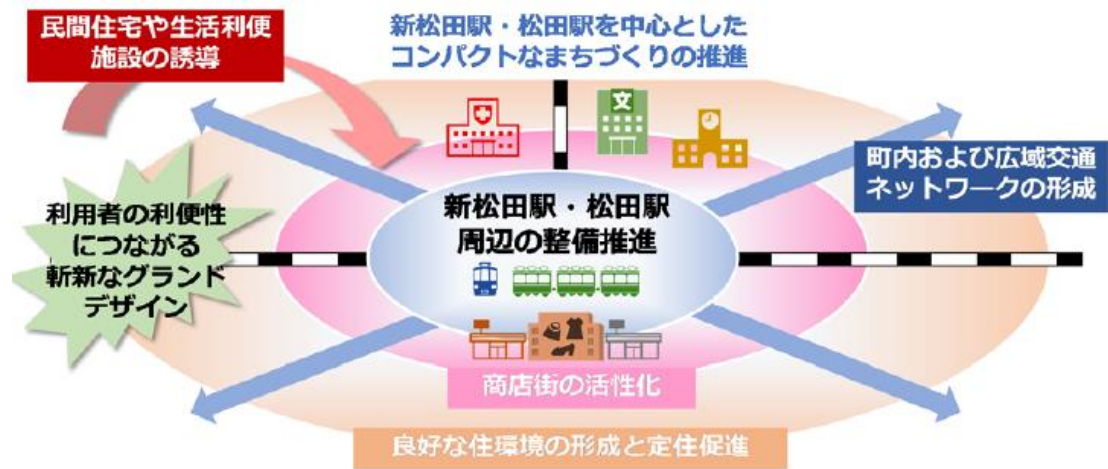 民間住宅や生活利便
施設の誘導
新松田駅・松田駅を中心とした
コンパクトなまちづくりの推進
文
町内および広域交通
ネットワークの形成
利用者の利便性
につながる
斬新なグランド
デザイン
新松田駅・松田駅
周辺の整備推進
商店街の活性化
良好な住環境の形成と定住促進